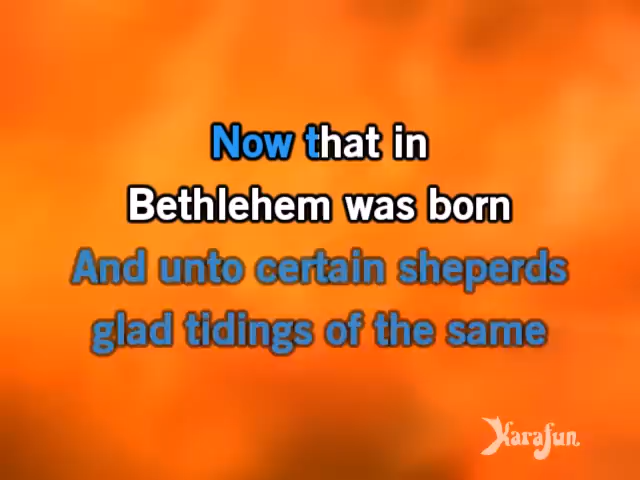 Now that in
Bethlehem was born
And unto certain sheperds
glad tidings of the same
Karafun